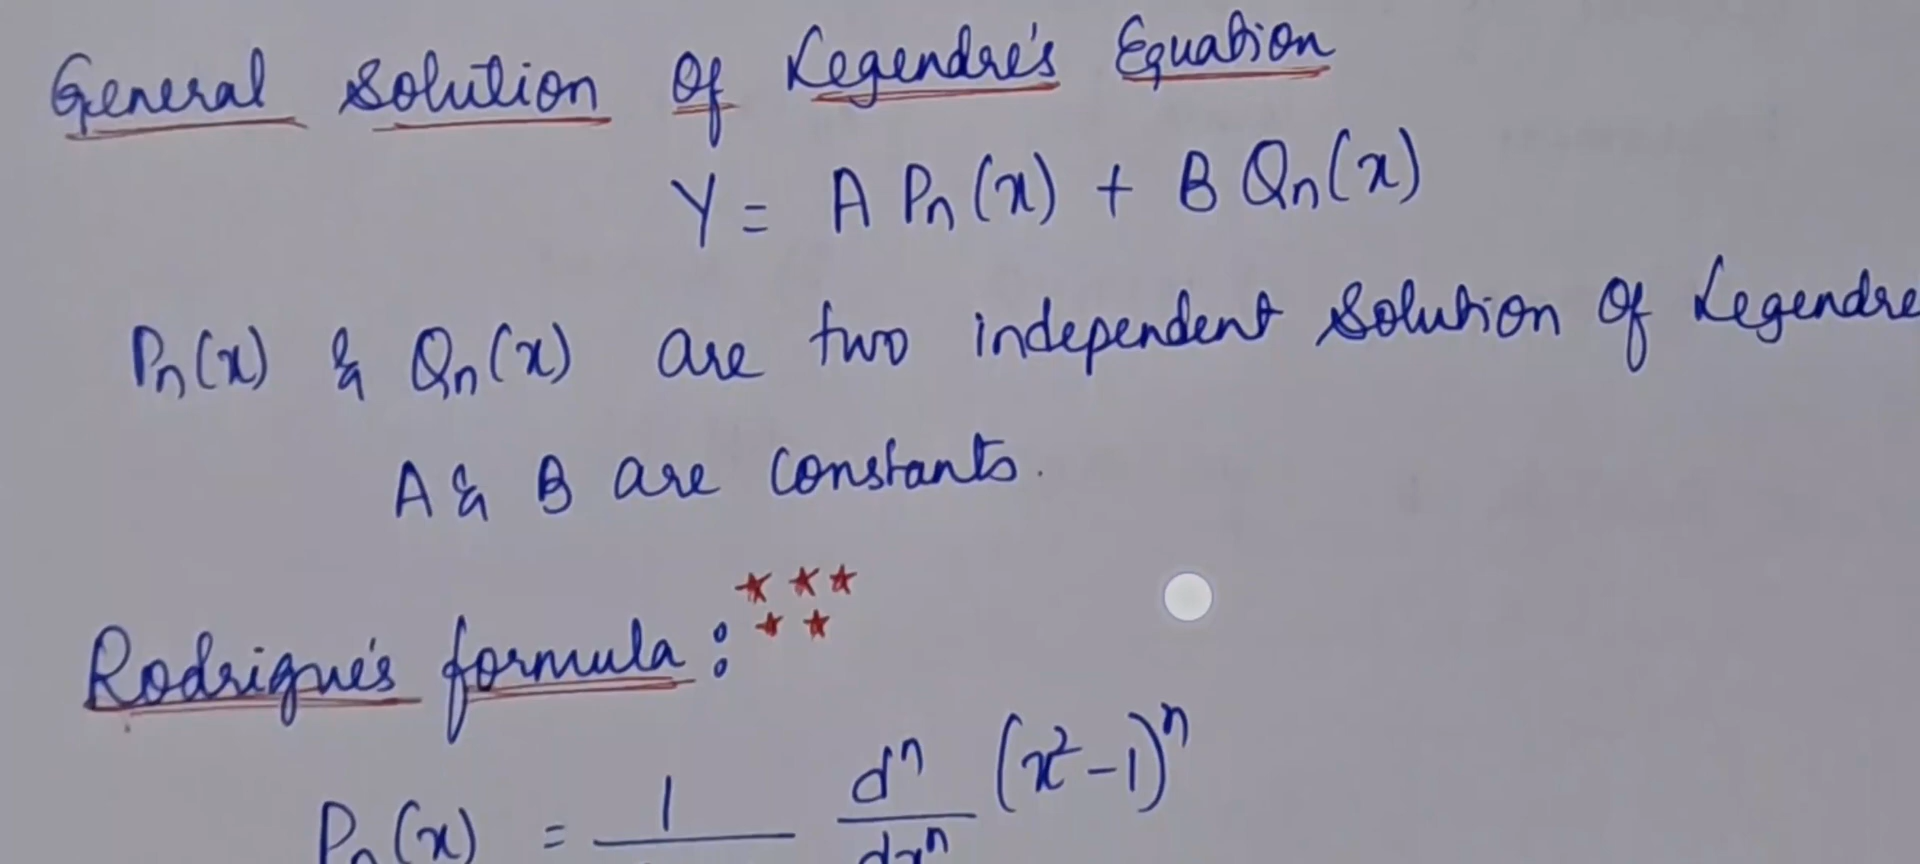 General Solution Of Legendre's Equation
Y = A Pn(x) + B Qn(x)
Pn(x) & Qn(x) are two independent Solution Of Legendre
A & B are constants.
Rodrigue's formula : ★ ★ ★ ★ ★
Pn(x) = 1/ dⁿ/dxⁿ (x²-1)ⁿ